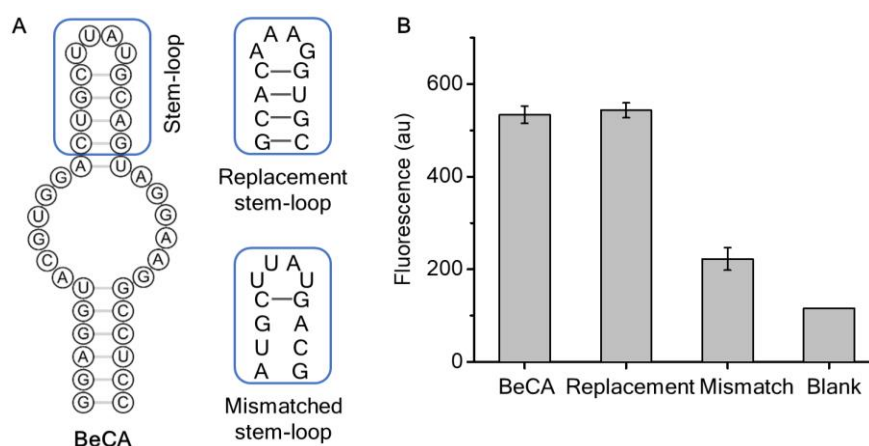 A
U A
U U
C G
G C
U A
C G
A U
G A
G G
U G
G A
C A
A G
U G
G C
G C
A U
G C
G C
BeCA
Stem-loop
A A
A G
C G
A U
C G
G C
Replacement
stem-loop
U A
U U
C G
G A
U C
A G
Mismatched
stem-loop
B
Fluorescence (au)
600
400
200
0
BeCA Replacement Mismatch Blank